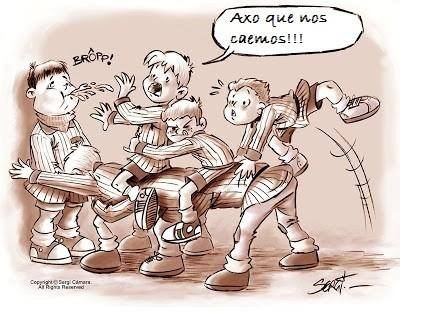 Axo que nos
caemos!!!
BRÔPP!
Copyright © Sergi Càmara.
All Rights Reserved
SERGI.